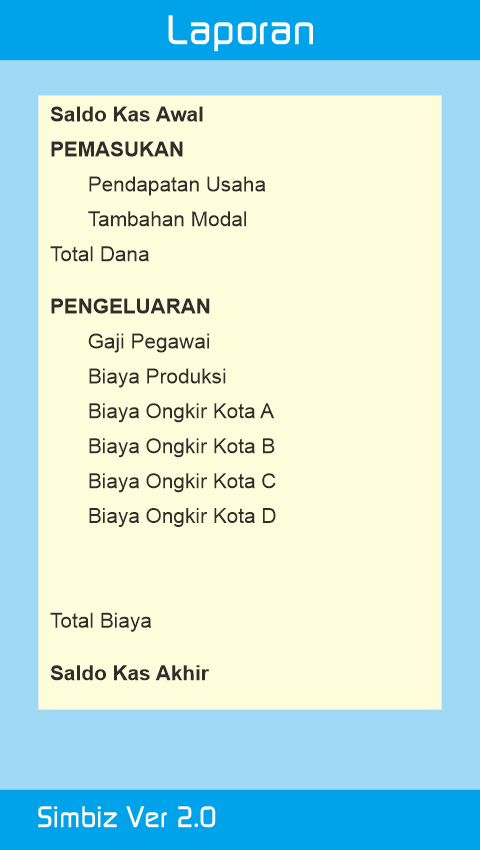 Laporan
Saldo Kas Awal
PEMASUKAN
Pendapatan Usaha
Tambahan Modal
Total Dana
PENGELUARAN
Gaji Pegawai
Biaya Produksi
Biaya Ongkir Kota A
Biaya Ongkir Kota B
Biaya Ongkir Kota C
Biaya Ongkir Kota D
Total Biaya
Saldo Kas Akhir
Simbiz Ver 2.0